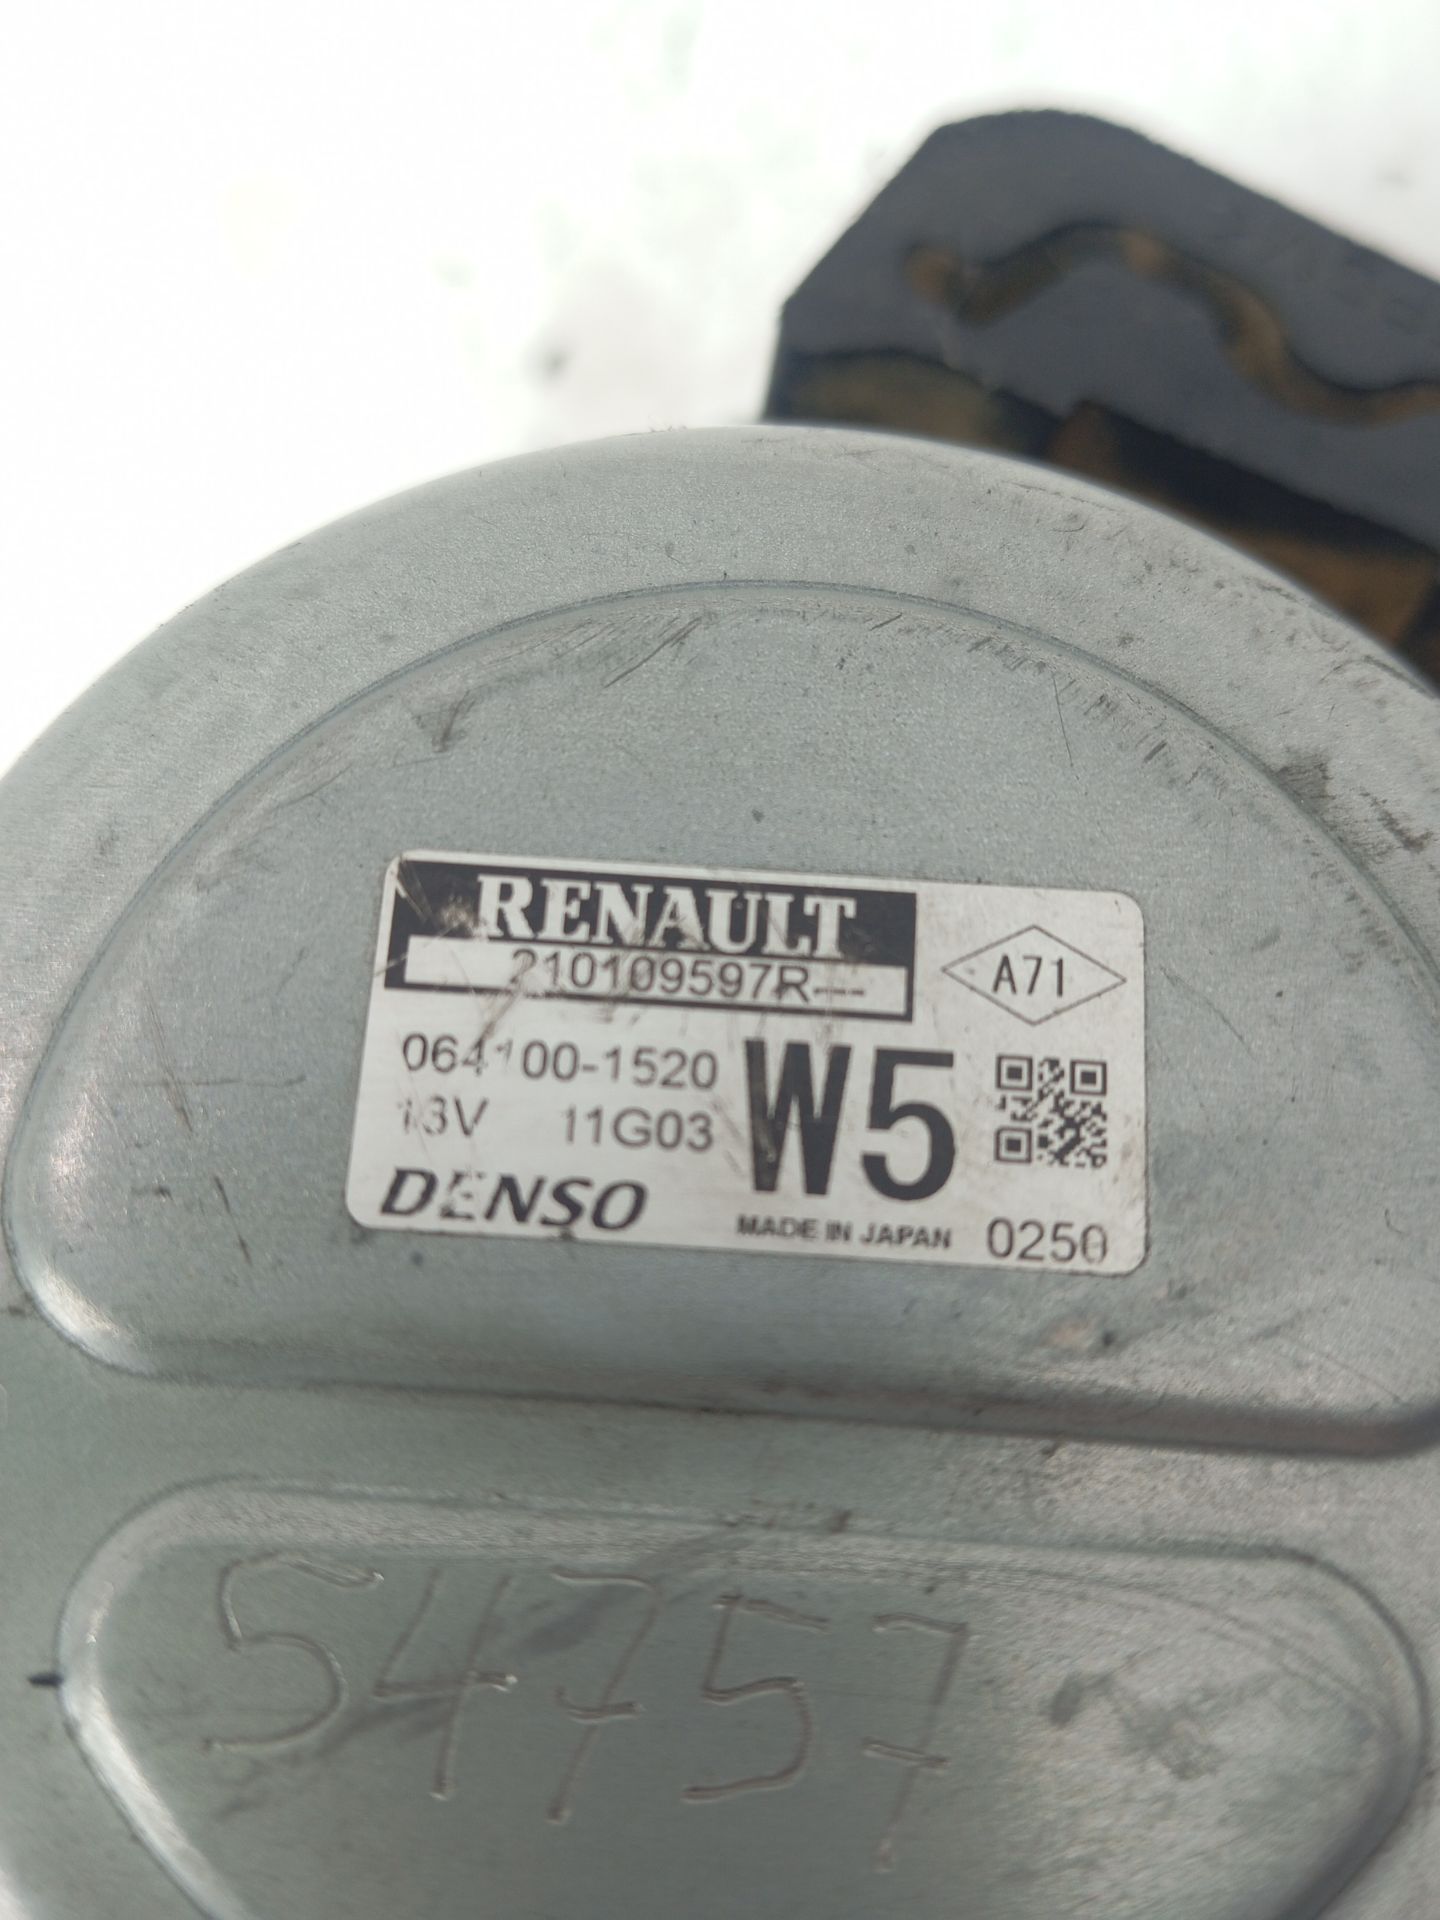 RENAULT
210109597R---
A71
064100-1520
13V 11G03
W5
DENSO
MADE IN JAPAN
0250
54757